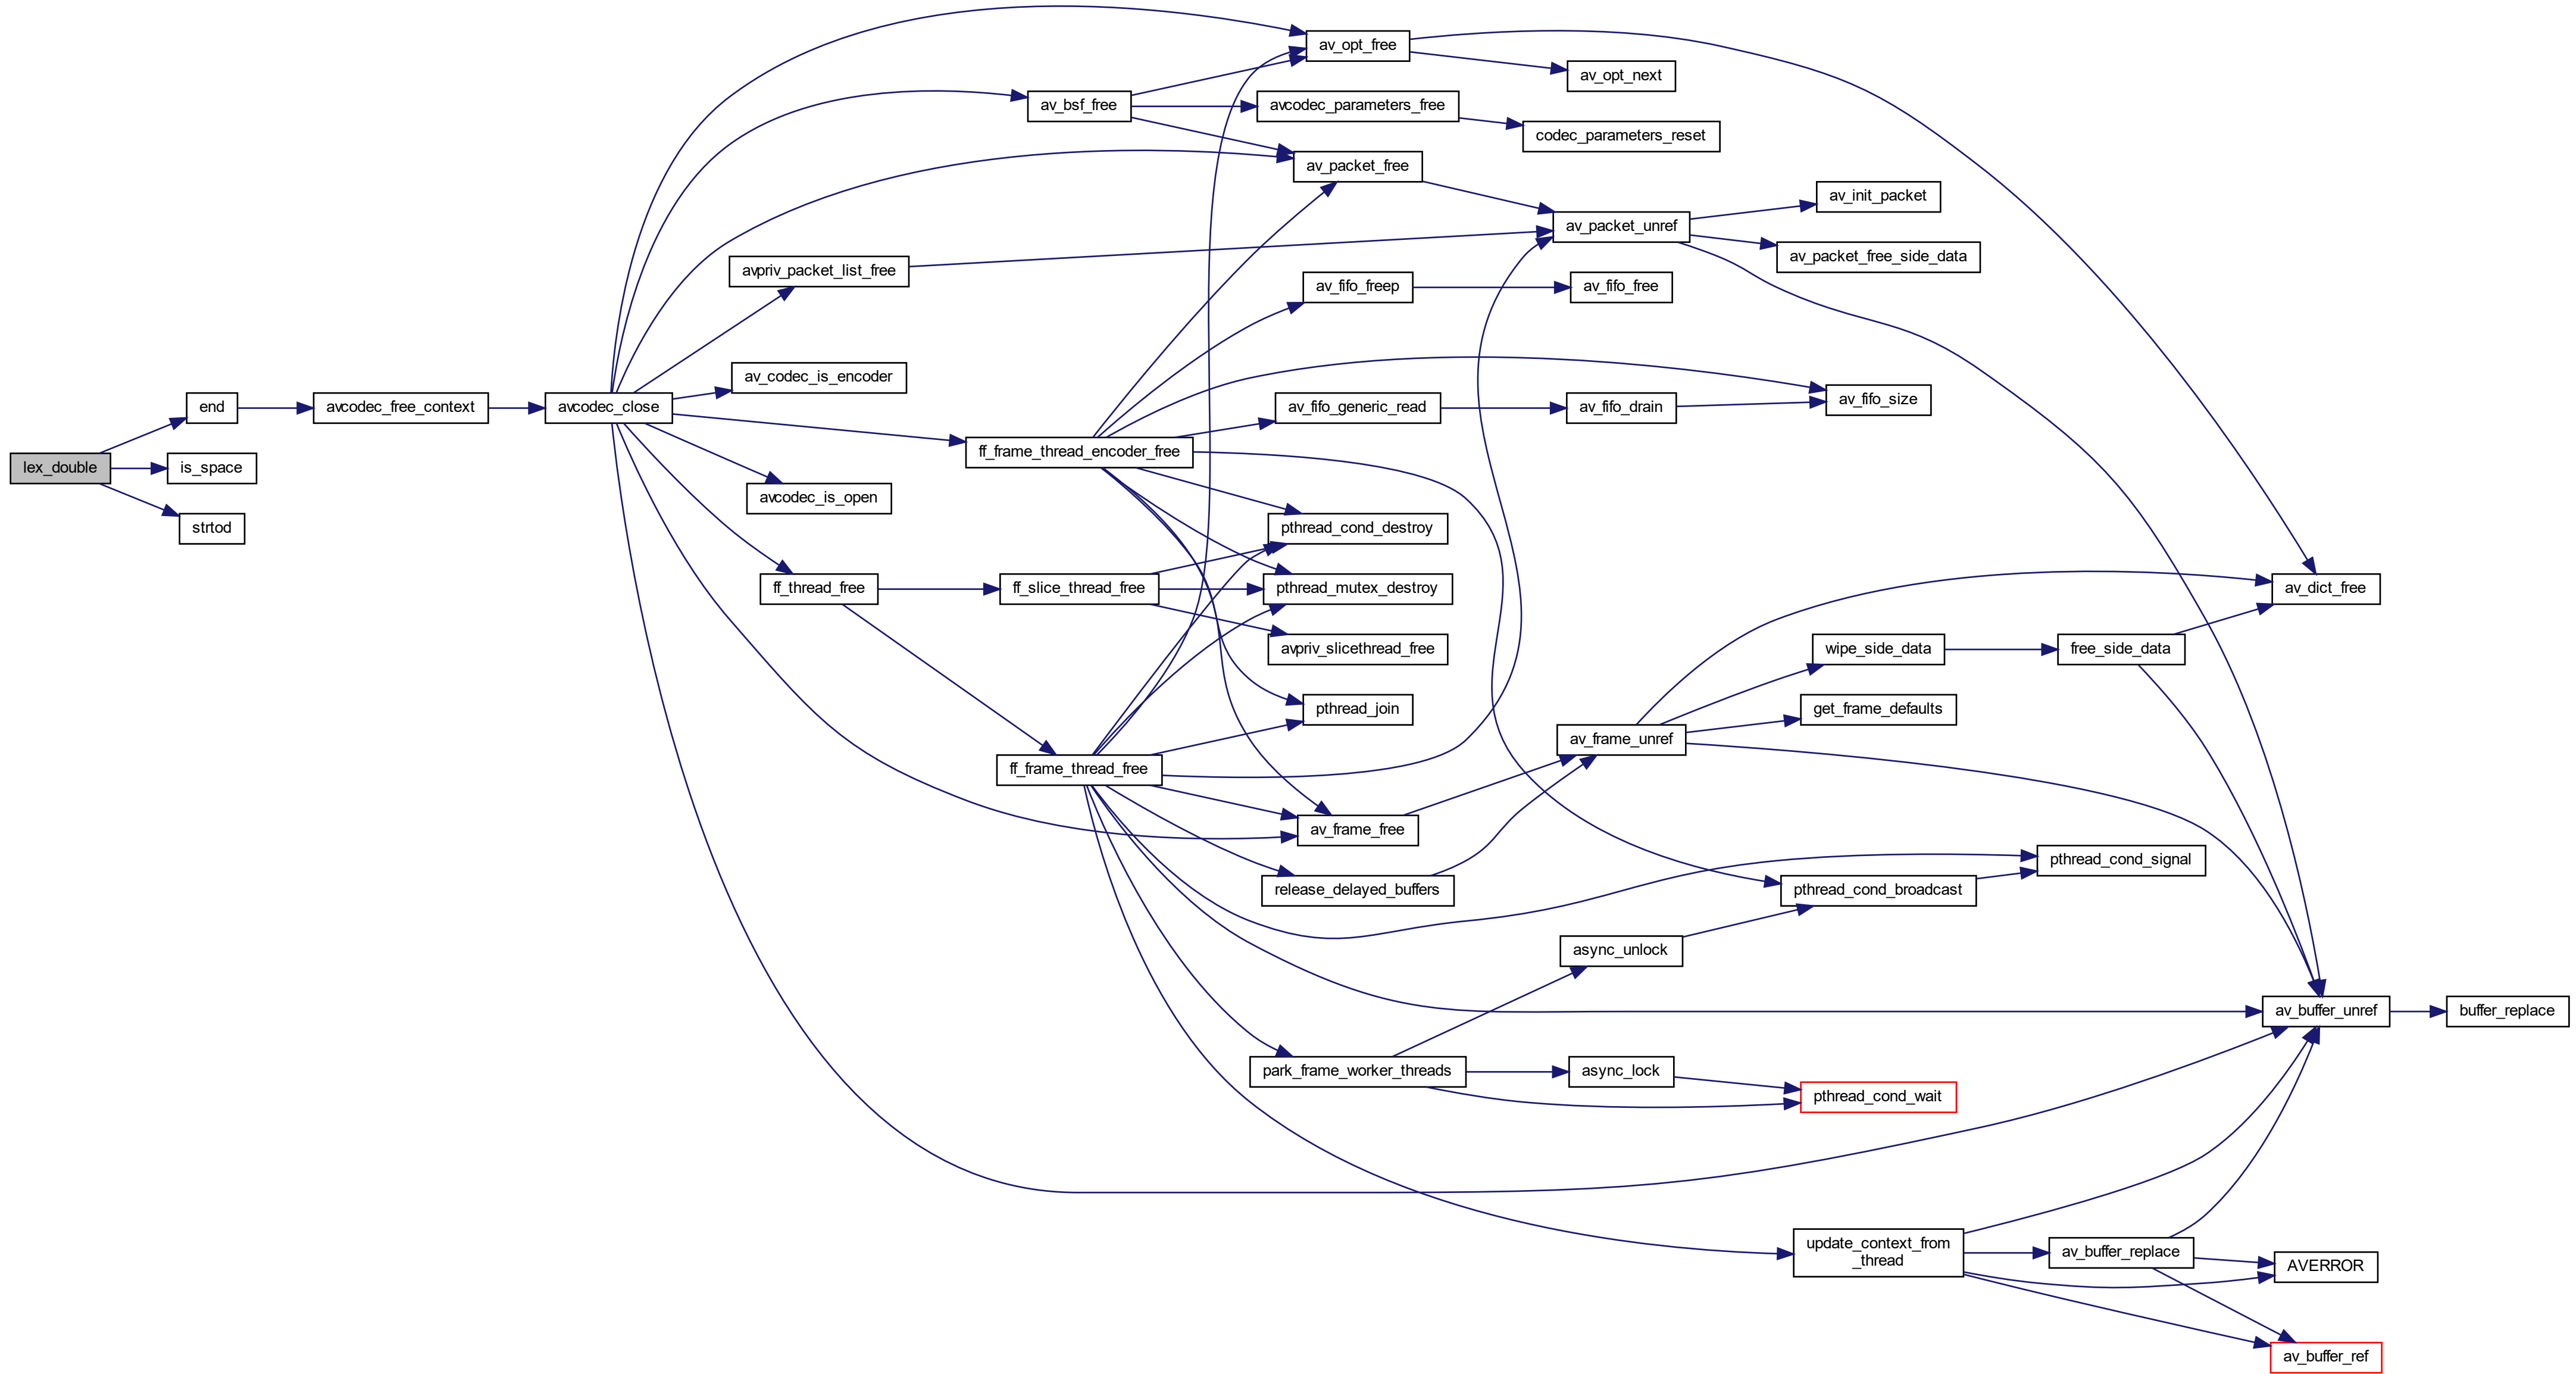 lex_double
end
is_space
strtod
avcodec_free_context
avcodec_close
av_opt_free
av_opt_next
av_bsf_free
avcodec_parameters_free
codec_parameters_reset
av_packet_free
av_packet_unref
av_init_packet
av_packet_free_side_data
avpriv_packet_list_free
av_fifo_freep
av_fifo_free
av_codec_is_encoder
ff_frame_thread_encoder_free
av_fifo_generic_read
av_fifo_drain
av_fifo_size
avcodec_is_open
pthread_cond_destroy
ff_thread_free
ff_slice_thread_free
pthread_mutex_destroy
av_dict_free
avpriv_slicethread_free
wipe_side_data
free_side_data
pthread_join
get_frame_defaults
av_frame_unref
ff_frame_thread_free
av_frame_free
pthread_cond_signal
release_delayed_buffers
pthread_cond_broadcast
async_unlock
av_buffer_unref
buffer_replace
park_frame_worker_threads
async_lock
pthread_cond_wait
update_context_from
_thread
av_buffer_replace
AVERROR
av_buffer_ref